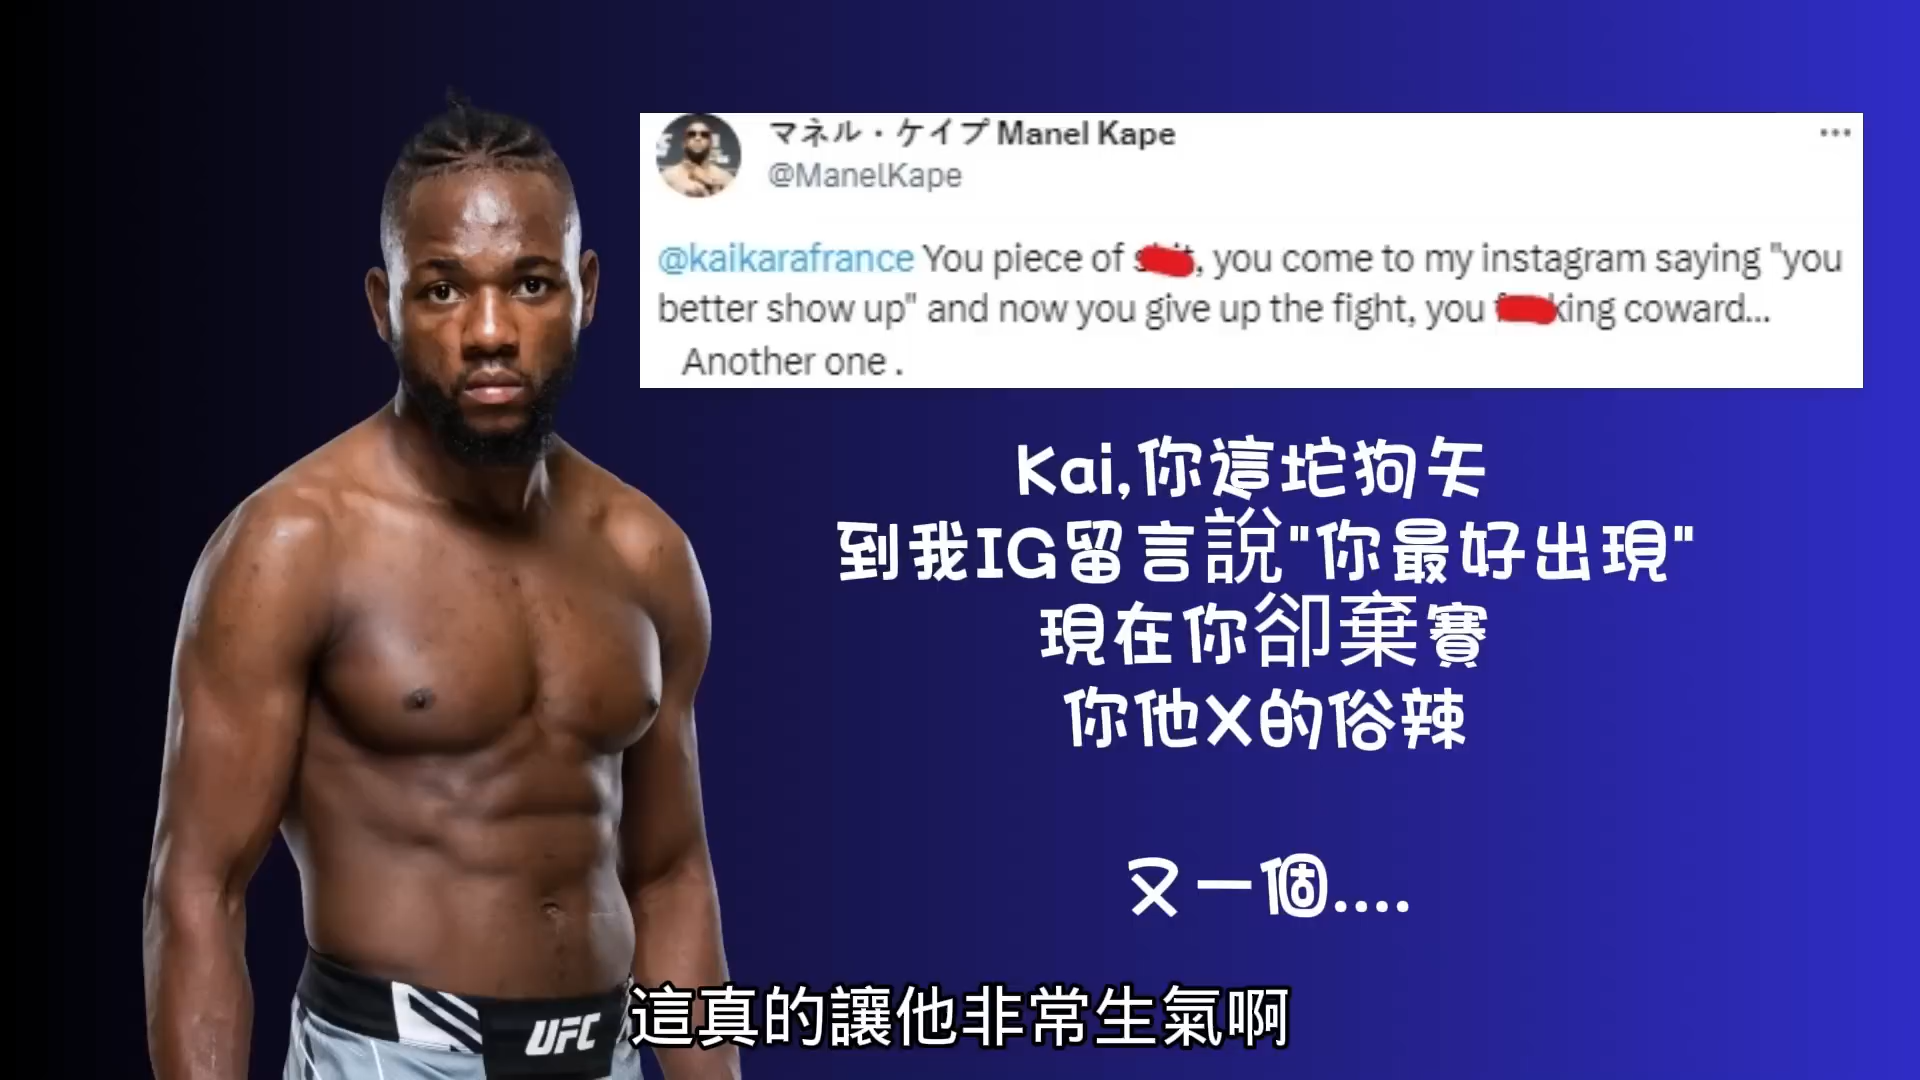 マネル・ケイプ Manel Kape
@ManelKape
@kaikarafrance You piece of s, you come to my instagram saying "you
better show up" and now you give up the fight, you king coward...
Another one .
Kai,你這坨狗矢
到我IG留言說"你最好出現"
現在你卻棄賽
你他X的俗辣
又一個....
UFC
這真的讓他非常生氣啊